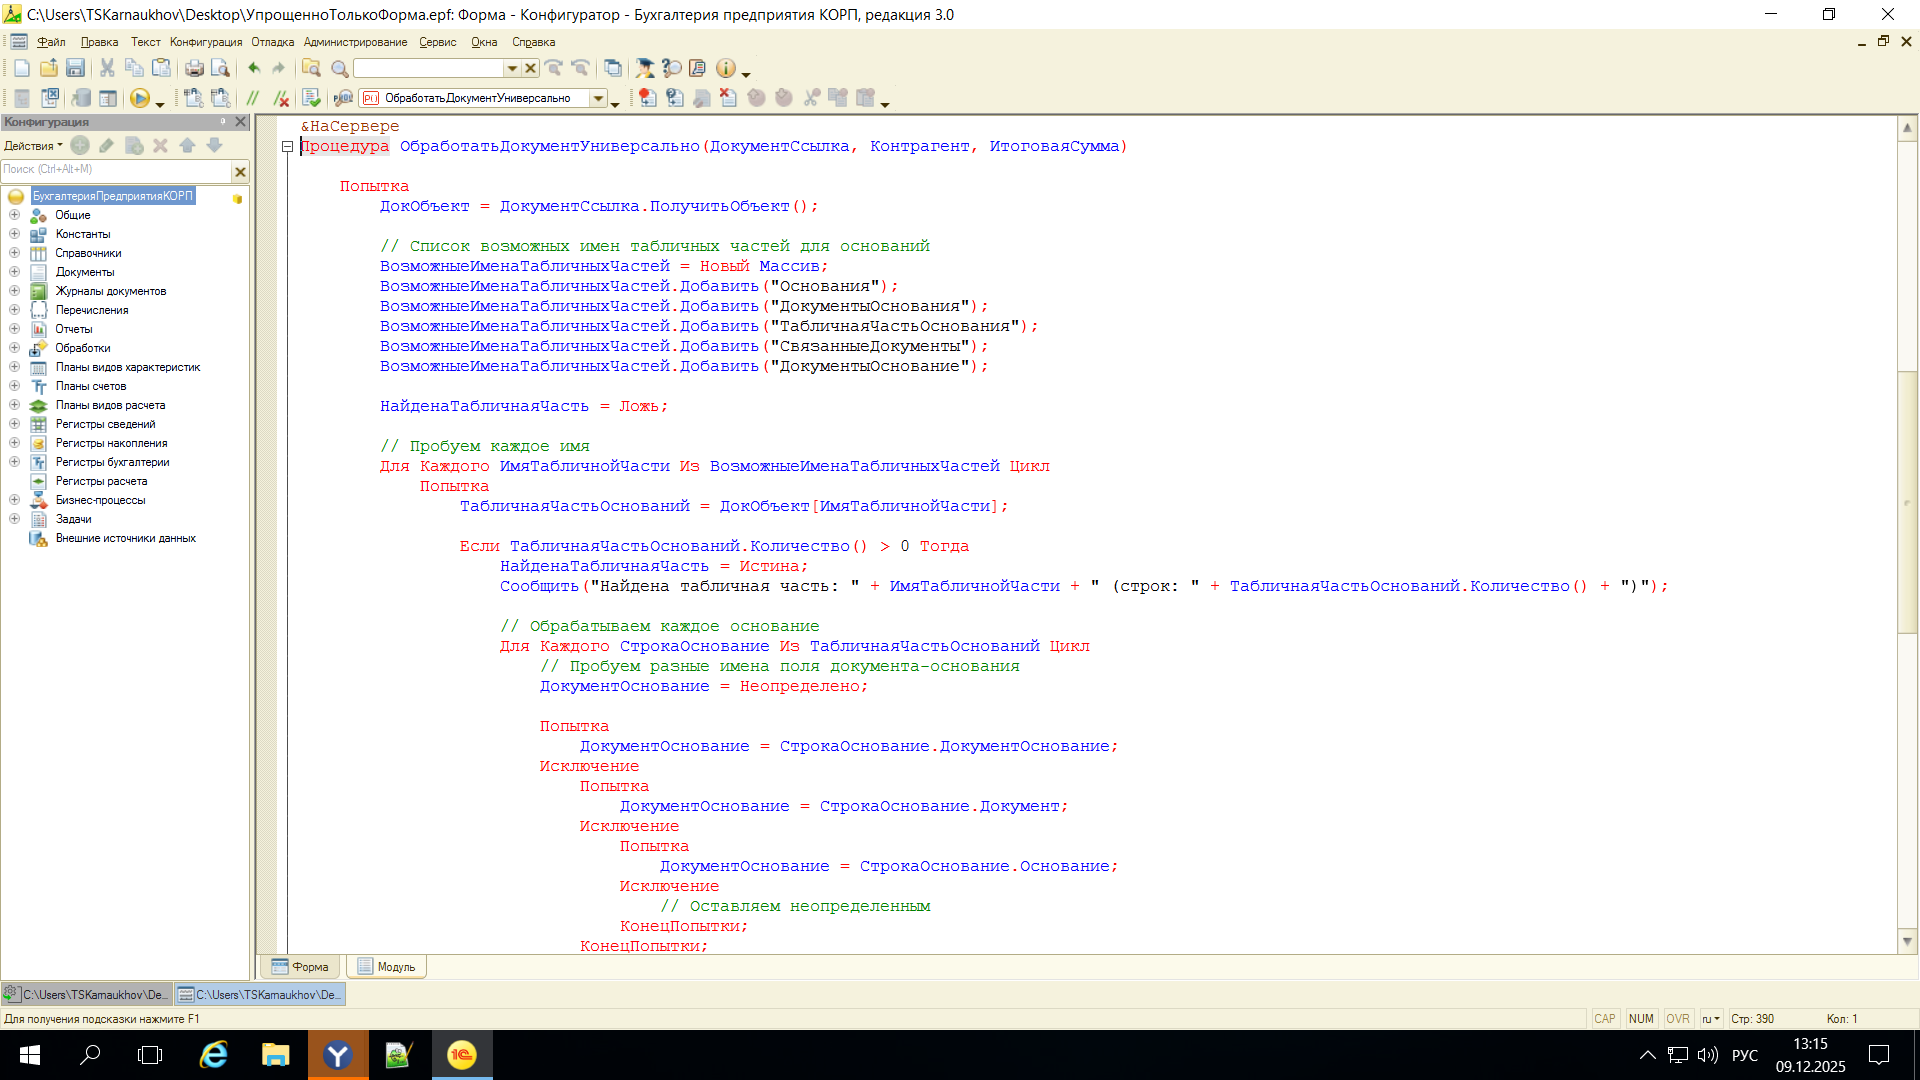 C:\Users\TSKarnaukhov\Desktop\УпрощенноТолькоФорма.epf: Форма - Конфигуратор - Бухгалтерия предприятия КОРП, редакция 3.0
Файл Правка Текст Конфигурация Отладка Администрирование Сервис Окна Справка
ОбработатьДокументУниверсально
Конфигурация
Действия
Поиск (Ctrl+Alt+M)
БухгалтерияПредприятияКОРП
Общие
Константы
Справочники
Документы
Журналы документов
Перечисления
Отчеты
Обработки
Планы видов характеристик
Планы счетов
Планы видов расчета
Регистры сведений
Регистры накопления
Регистры бухгалтерии
Регистры расчета
Бизнес-процессы
Задачи
Внешние источники данных
&НаСервере
Процедура ОбработатьДокументУниверсально(ДокументСсылка, Контрагент, ИтоговаяСумма)
Попытка
ДокОбъект = ДокументСсылка.ПолучитьОбъект();
// Список возможных имен табличных частей для оснований
ВозможныеИменаТабличныхЧастей = Новый Массив;
ВозможныеИменаТабличныхЧастей.Добавить("Основания");
ВозможныеИменаТабличныхЧастей.Добавить("ДокументыОснования");
ВозможныеИменаТабличныхЧастей.Добавить("ТабличнаяЧастьОснования");
ВозможныеИменаТабличныхЧастей.Добавить("СвязанныеДокументы");
ВозможныеИменаТабличныхЧастей.Добавить("ДокументыОснование");
НайденаТабличнаяЧасть = Ложь;
// Пробуем каждое имя
Для Каждого ИмяТабличнойЧасти Из ВозможныеИменаТабличныхЧастей Цикл
Попытка
ТабличнаяЧастьОснований = ДокОбъект[ИмяТабличнойЧасти];
Если ТабличнаяЧастьОснований.Количество() > 0 Тогда
НайденаТабличнаяЧасть = Истина;
Сообщить("Найдена табличная часть: " + ИмяТабличнойЧасти + " (строк: " + ТабличнаяЧастьОснований.Количество() + ")");
// Обрабатываем каждое основание
Для Каждого СтрокаОснование Из ТабличнаяЧастьОснований Цикл
// Пробуем разные имена поля документа-основания
ДокументОснование = Неопределено;
Попытка
ДокументОснование = СтрокаОснование.ДокументОснование;
Исключение
Попытка
ДокументОснование = СтрокаОснование.Документ;
Исключение
Попытка
ДокументОснование = СтрокаОснование.Основание;
Исключение
// Оставляем неопределенным
КонецПопытки;
КонецПопытки;
Форма Модуль
C:\Users\TSKarnaukhov\De... C:\Users\TSKarnaukhov\De...
Для получения подсказки нажмите F1
CAP NUM OVR ru Стр: 390 Кол: 1
РУС
13:15
09.12.2025